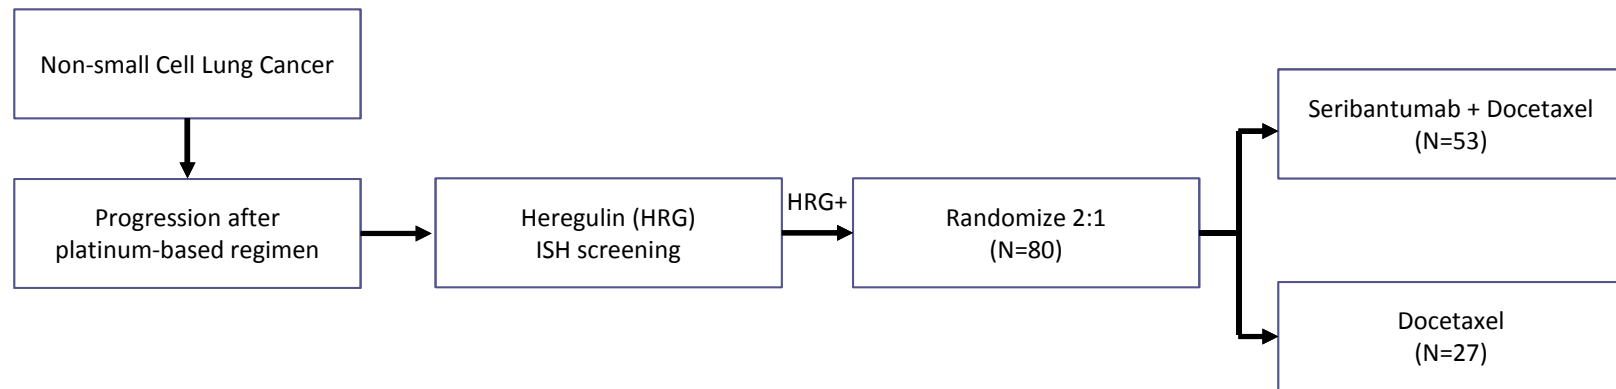 Non-small Cell Lung Cancer
Progression after
platinum-based regimen
Heregulin (HRG)
ISH screening
HRG+
Randomize 2:1
(N=80)
Seribantumab + Docetaxel
(N=53)
Docetaxel
(N=27)